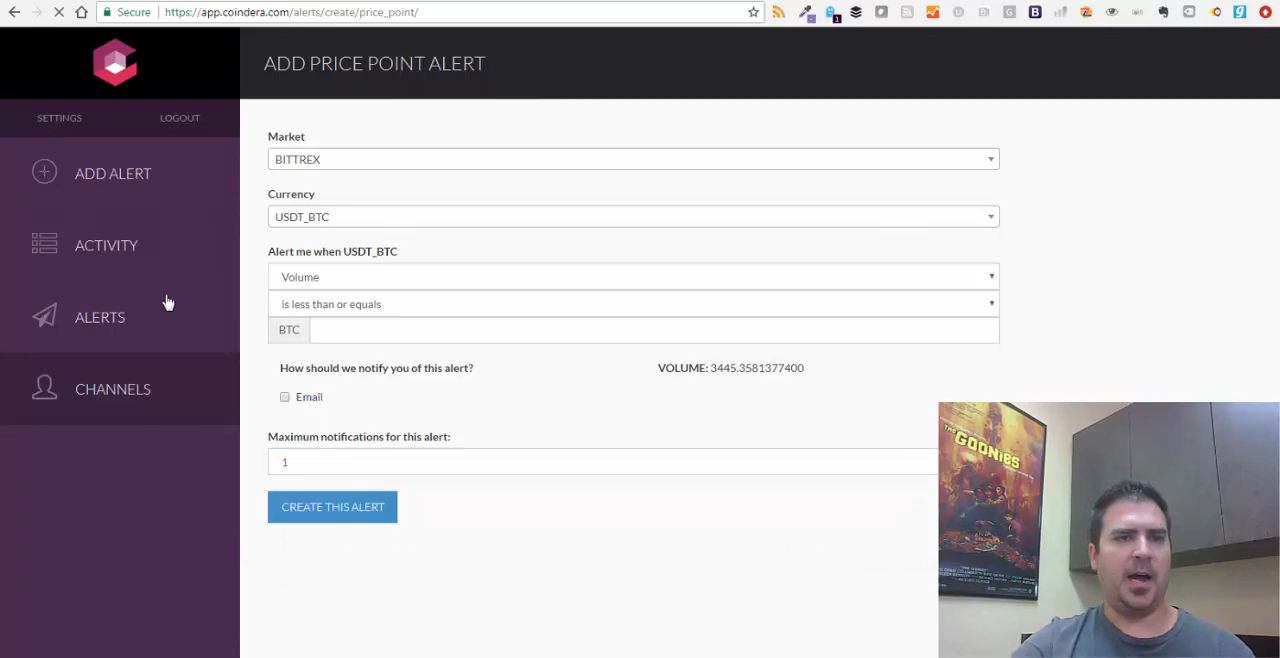 Secure
https://app.coindera.com/alerts/create/price_point/
ADD PRICE POINT ALERT
SETTINGS
LOGOUT
ADD ALERT
ACTIVITY
ALERTS
CHANNELS
Market
BITTREX
Currency
USDT_BTC
Alert me when USDT_BTC
Volume
is less than or equals
BTC
How should we notify you of this alert?
VOLUME: 3445.3581377400
Email
Maximum notifications for this alert:
1
CREATE THIS ALERT
THE GOONIES